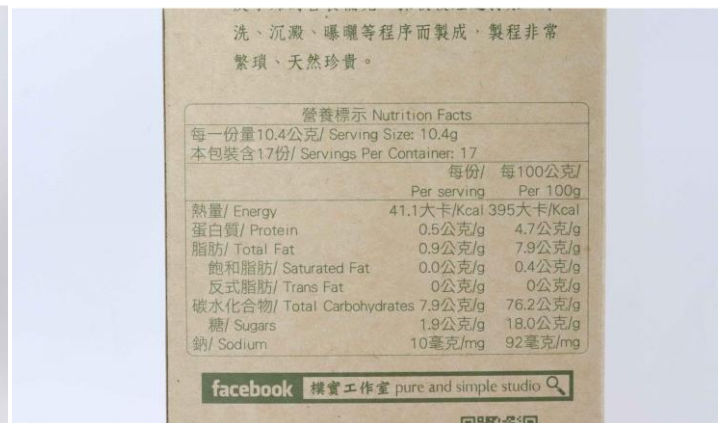 洗、沉澱、曝曬等程序而製成,製程非常
繁瑣、天然珍貴。
營養標示 Nutrition Facts
每一份量10.4公克/ Serving Size: 10.4g
本包裝含17份/ Servings Per Container: 17
每份/ 每100公克/
Per serving Per 100g
熱量/ Energy 41.1大卡/Kcal 395大卡/Kcal
蛋白質/ Protein 0.5公克/g 4.7公克/g
脂肪/ Total Fat 0.9公克/g 7.9公克/g
飽和脂肪/ Saturated Fat 0.0公克/g 0.4公克/g
反式脂肪/ Trans Fat 0公克/g 0公克/g
碳水化合物/ Total Carbohydrates 7.9公克/g 76.2公克/g
糖/ Sugars 1.9公克/g 18.0公克/g
鈉/ Sodium 10毫克/mg 92毫克/mg
facebook 樸實工作室 pure and simple studio